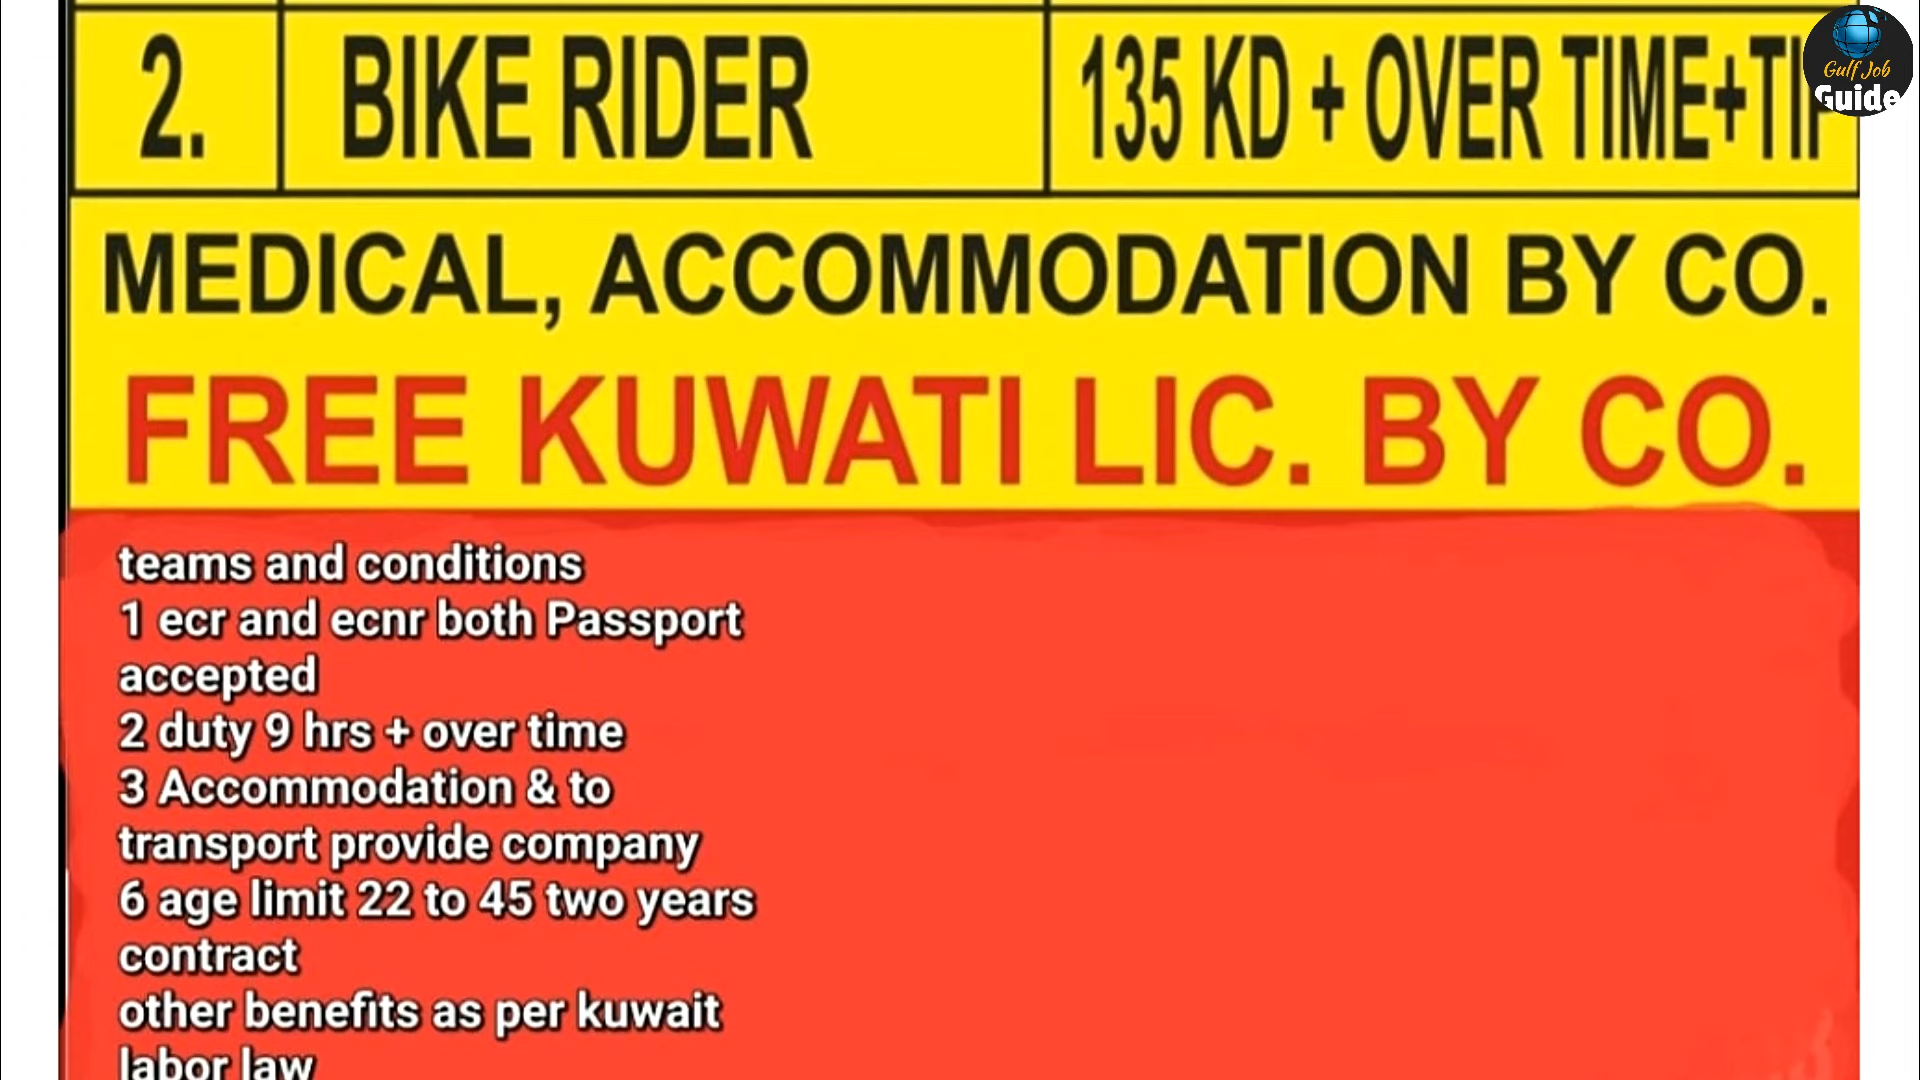 2. BIKE RIDER 135 KD + OVER TIME+TIP
Gulf Job
Guide
MEDICAL, ACCOMMODATION BY CO.
FREE KUWATI LIC. BY CO.
teams and conditions
1 ecr and ecnr both Passport
accepted
2 duty 9 hrs + over time
3 Accommodation & to
transport provide company
6 age limit 22 to 45 two years
contract
other benefits as per kuwait
labor law